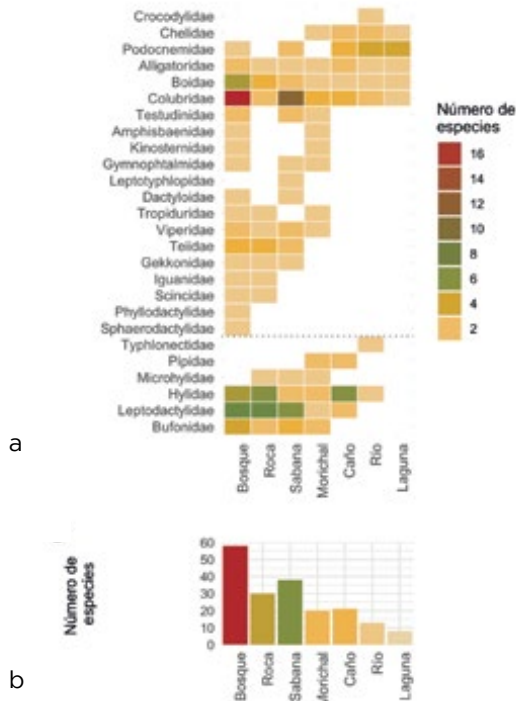 Crocodylidae
Chelidae
Podocnemidae
Alligatoridae
Boidae
Colubridae
Testudinidae
Amphisbaenidae
Kinosternidae
Gymnophtalmidae
Leptotyphlopidae
Dactyloidae
Tropiduridae
Viperidae
Teiidae
Gekkonidae
Iguanidae
Scincidae
Phyllodactylidae
Sphaerodactylidae
Typhlonectidae
Pipidae
Microhylidae
Hylidae
Leptodactylidae
Bufonidae
Bosque
Roca
Sabana
Morichal
Caño
Río
Laguna
Número de
especies
16
14
12
10
8
6
4
2
a
Número de
especies
60
50
40
30
20
10
0
Bosque
Roca
Sabana
Morichal
Caño
Río
Laguna
b